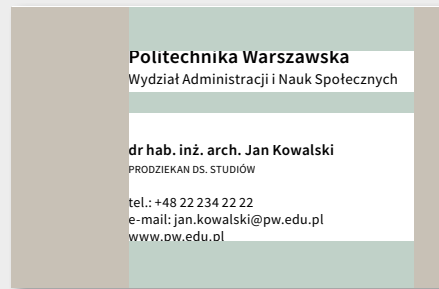 Politechnika Warszawska
Wydział Administracji i Nauk Społecznych
dr hab. inż. arch. Jan Kowalski
PRODZIEKAN DS. STUDIÓW
tel.: +48 22 234 22 22
e-mail: jan.kowalski@pw.edu.pl
www.pw.edu.pl